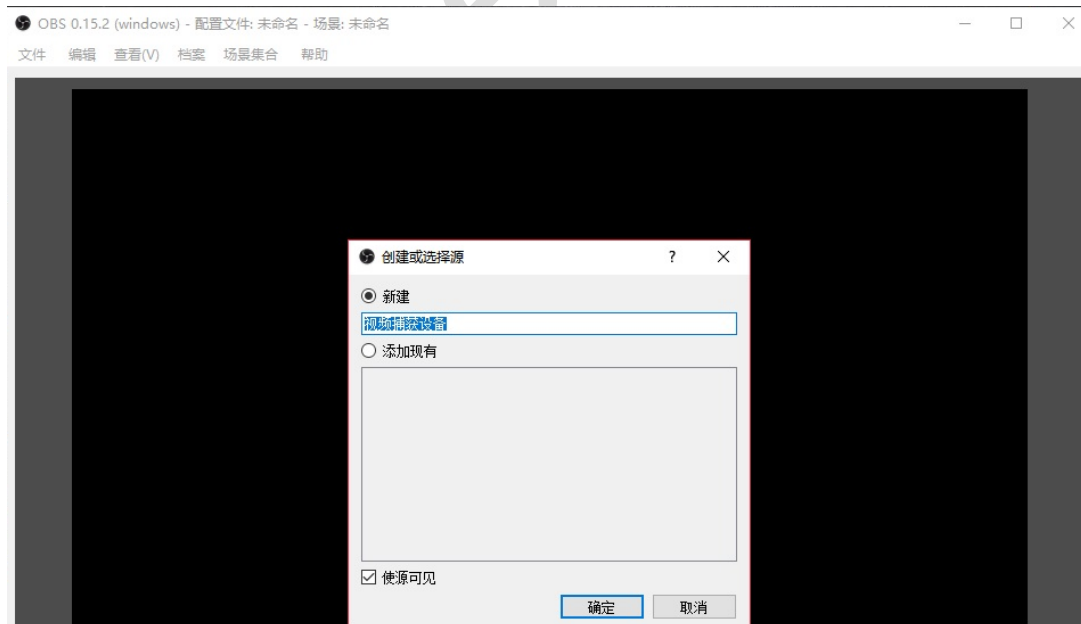 OBS 0.15.2 (windows) - 配置文件: 未命名 - 场景: 未命名
文件 编辑 查看(V) 档案 场景集合 帮助
创建或选择源 ?
新建
视频捕获设备
添加现有
使源可见
确定 取消